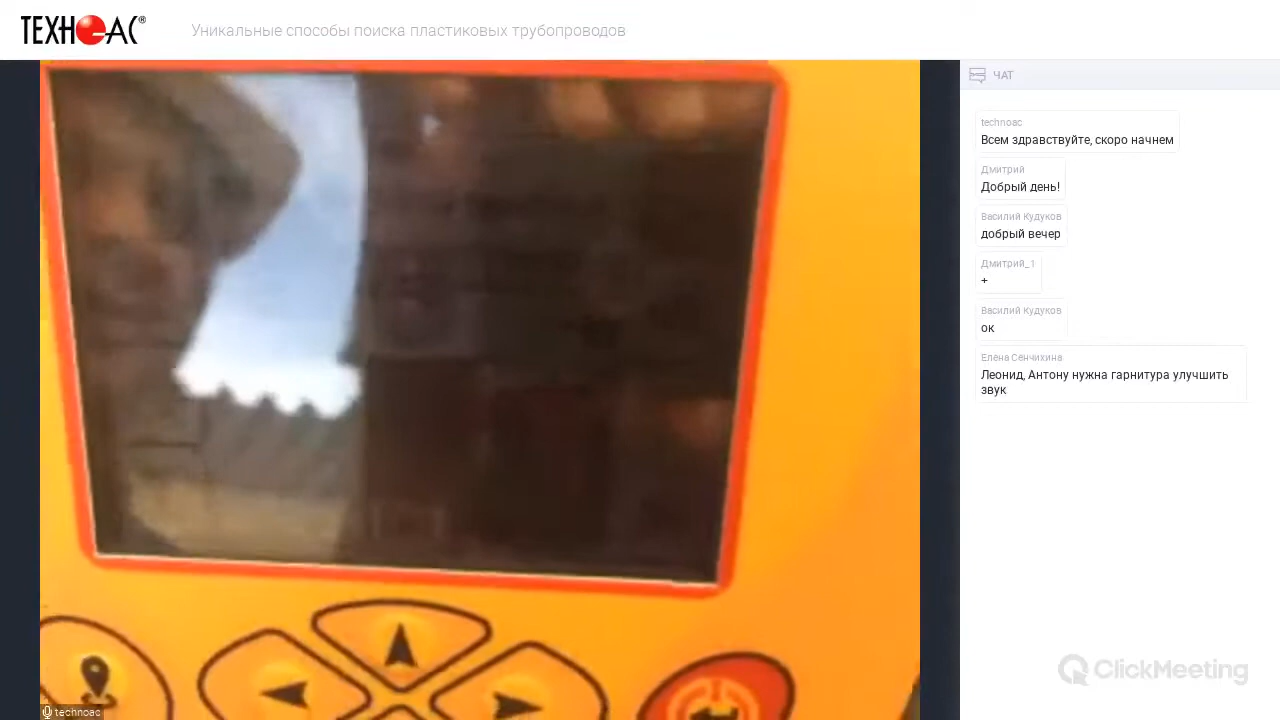 ТЕХНОАС®
Уникальные способы поиска пластиковых трубопроводов
ЧАТ
technoac
Всем здравствуйте, скоро начнем
Дмитрий
Добрый день!
Василий Кудуков
добрый вечер
Дмитрий_1
+
Василий Кудуков
ок
Елена Сенчихина
Леонид, Антону нужна гарнитура улучшить
звук
ClickMeeting
technoac